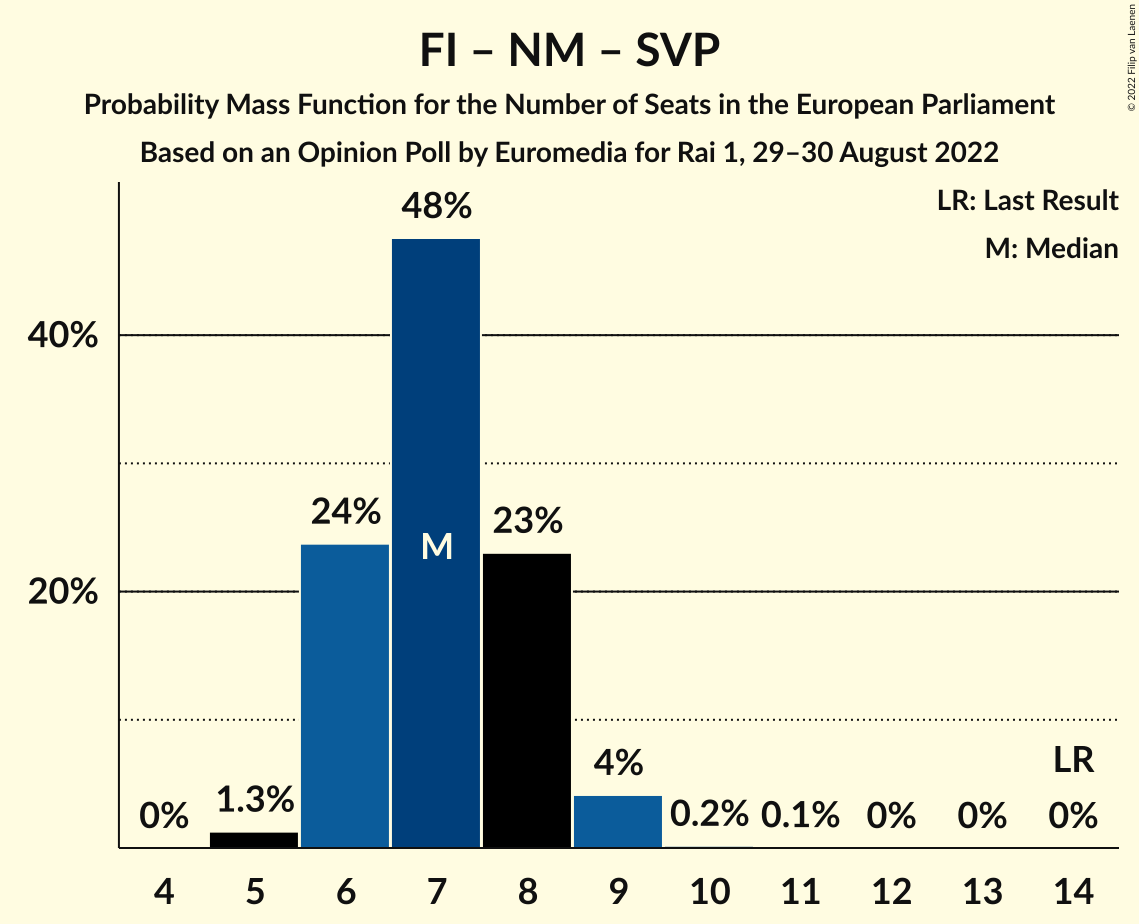 FI – NM – SVP
Probability Mass Function for the Number of Seats in the European Parliament
Based on an Opinion Poll by Euromedia for Rai 1, 29–30 August 2022
© 2022 Filip van Laenen
LR: Last Result
M: Median
48%
40%
24%
23%
M
20%
LR
4%
0%
1.3%
0.2%
0.1%
0%
0%
0%
4 5 6 7 8 9 10 11 12 13 14